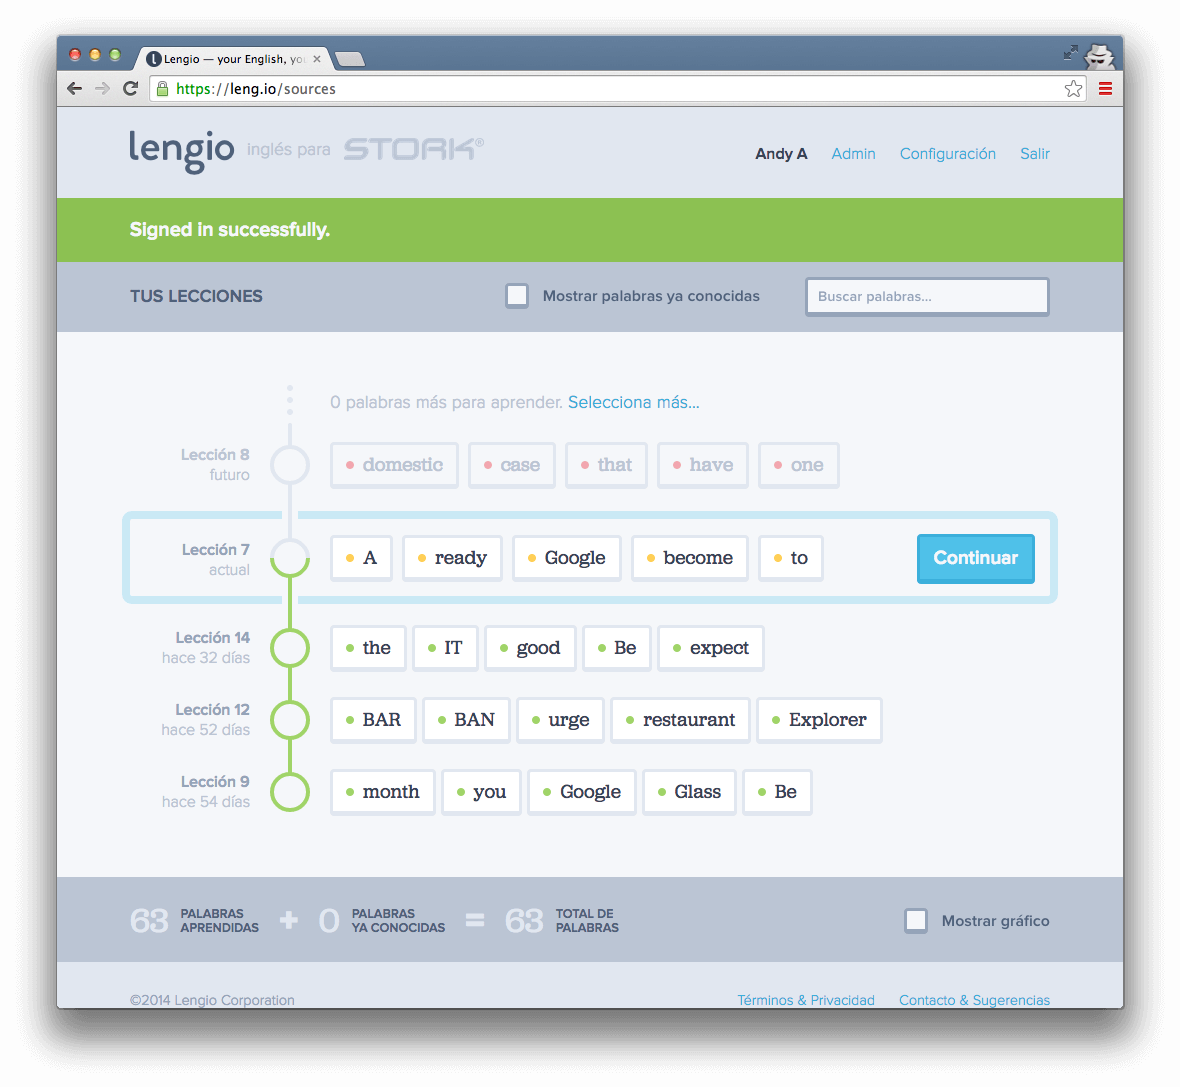 Lengio — your English, yo
https://leng.io/sources
lengio inglés para STORK®
Andy A Admin Configuración Salir
Signed in successfully.
TUS LECCIONES Mostrar palabras ya conocidas Buscar palabras...
0 palabras más para aprender. Selecciona más...
Lección 8
futuro
domestic case that have one
Lección 7
actual
A ready Google become to Continuar
Lección 14
hace 32 días
the IT good Be expect
Lección 12
hace 52 días
BAR BAN urge restaurant Explorer
Lección 9
hace 54 días
month you Google Glass Be
63 PALABRAS APRENDIDAS + 0 PALABRAS YA CONOCIDAS = 63 TOTAL DE PALABRAS Mostrar gráfico
©2014 Lengio Corporation Términos & Privacidad Contacto & Sugerencias